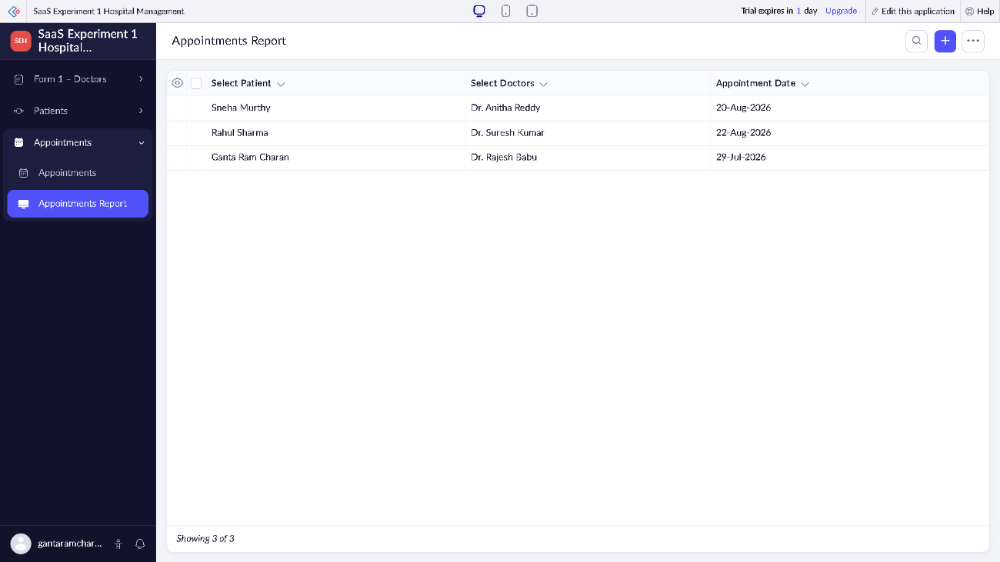 SaaS Experiment 1 Hospital Management
Trial expires in 1 day Upgrade
Edit this application
Help
SEH
SaaS Experiment 1
Hospital...
Form 1 – Doctors
Patients
Appointments
Appointments
Appointments Report
gantaramchar...
Appointments Report
Select Patient Select Doctors Appointment Date
Sneha Murthy Dr. Anitha Reddy 20-Aug-2026
Rahul Sharma Dr. Suresh Kumar 22-Aug-2026
Ganta Ram Charan Dr. Rajesh Babu 29-Jul-2026
Showing 3 of 3